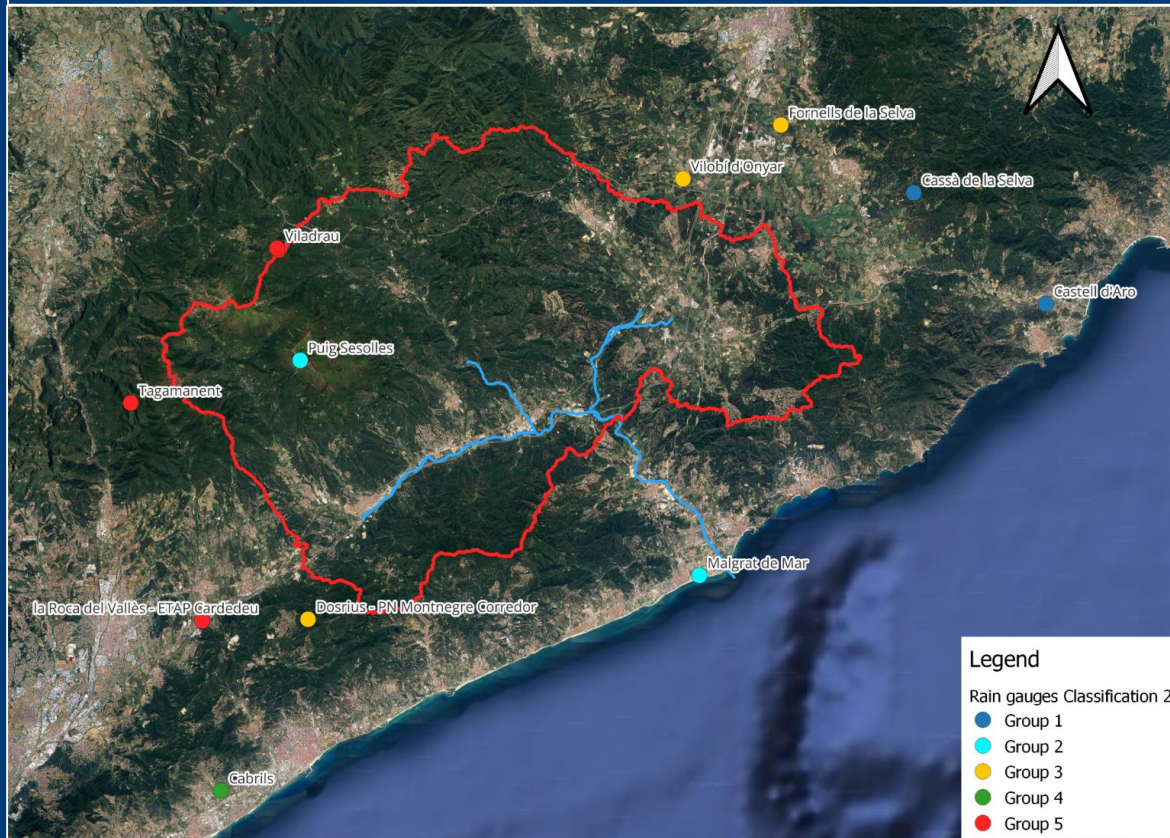 Fornells de la Selva
Vilobí d'Onyar
Cassà de la Selva
Viladrau
Castell d'Aro
Puig Sesolles
Tagamanent
Malgrat de Mar
la Roca del Vallès - ETAP Cardedeu
Dosrius - PN Montnegre Corredor
Cabrils
Legend
Rain gauges Classification 2
Group 1
Group 2
Group 3
Group 4
Group 5